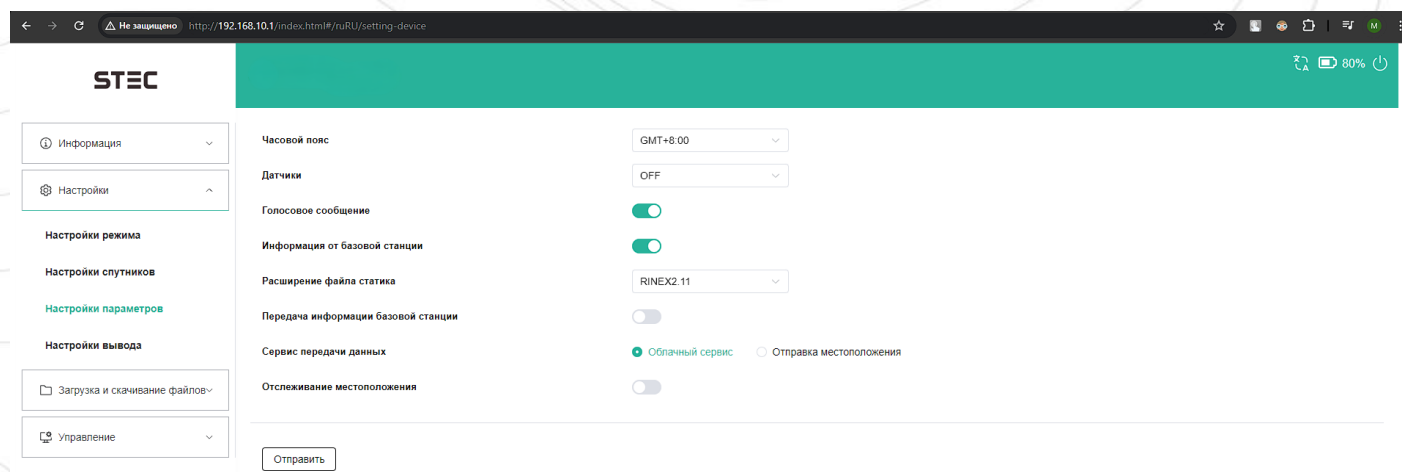 Не защищено http://192.168.10.1/index.html#/ruRU/setting-device
M
STEC
80%
Информация
Настройки
Настройки режима
Настройки спутников
Настройки параметров
Настройки вывода
Загрузка и скачивание файлов
Управление
Часовой пояс GMT+8:00
Датчики OFF
Голосовое сообщение
Информация от базовой станции
Расширение файла статика RINEX2.11
Передача информации базовой станции
Сервис передачи данных Облачный сервис Отправка местоположения
Отслеживание местоположения
Отправить